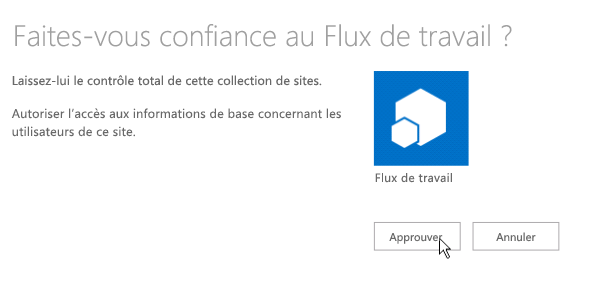 Faites-vous confiance au Flux de travail ?
Laissez-lui le contrôle total de cette collection de sites.
Autoriser l'accès aux informations de base concernant les
utilisateurs de ce site.
Flux de travail
Approuver
Annuler